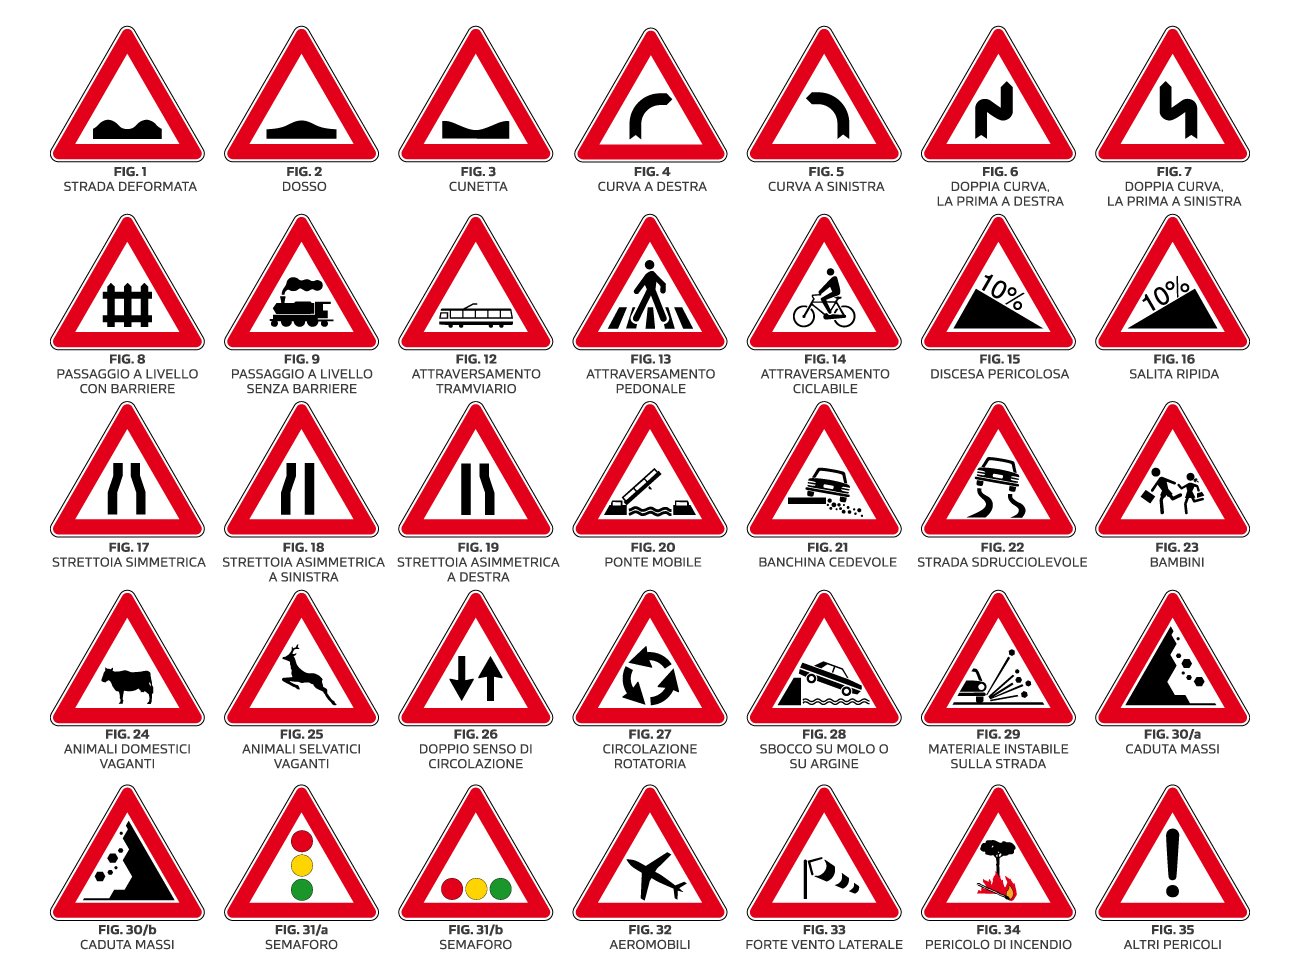 FIG. 1
STRADA DEFORMATA
FIG. 2
DOSSO
FIG. 3
CUNETTA
FIG. 4
CURVA A DESTRA
FIG. 5
CURVA A SINISTRA
FIG. 6
DOPPIA CURVA,
LA PRIMA A DESTRA
FIG. 7
DOPPIA CURVA,
LA PRIMA A SINISTRA
FIG. 8
PASSAGGIO A LIVELLO
CON BARRIERE
FIG. 9
PASSAGGIO A LIVELLO
SENZA BARRIERE
FIG. 12
ATTRAVERSAMENTO
TRAMVIARIO
FIG. 13
ATTRAVERSAMENTO
PEDONALE
FIG. 14
ATTRAVERSAMENTO
CICLABILE
10%
FIG. 15
DISCESA PERICOLOSA
10%
FIG. 16
SALITA RIPIDA
FIG. 17
STRETTOIA SIMMETRICA
FIG. 18
STRETTOIA ASIMMETRICA
A SINISTRA
FIG. 19
STRETTOIA ASIMMETRICA
A DESTRA
FIG. 20
PONTE MOBILE
FIG. 21
BANCHINA CEDEVOLE
FIG. 22
STRADA SDRUCCIOLEVOLE
FIG. 23
BAMBINI
FIG. 24
ANIMALI DOMESTICI
VAGANTI
FIG. 25
ANIMALI SELVATICI
VAGANTI
FIG. 26
DOPPIO SENSO DI
CIRCOLAZIONE
FIG. 27
CIRCOLAZIONE
ROTATORIA
FIG. 28
SBOCCO SU MOLO O
SU ARGINE
FIG. 29
MATERIALE INSTABILE
SULLA STRADA
FIG. 30/a
CADUTA MASSI
FIG. 30/b
CADUTA MASSI
FIG. 31/a
SEMAFORO
FIG. 31/b
SEMAFORO
FIG. 32
AEROMOBILI
FIG. 33
FORTE VENTO LATERALE
FIG. 34
PERICOLO DI INCENDIO
FIG. 35
ALTRI PERICOLI